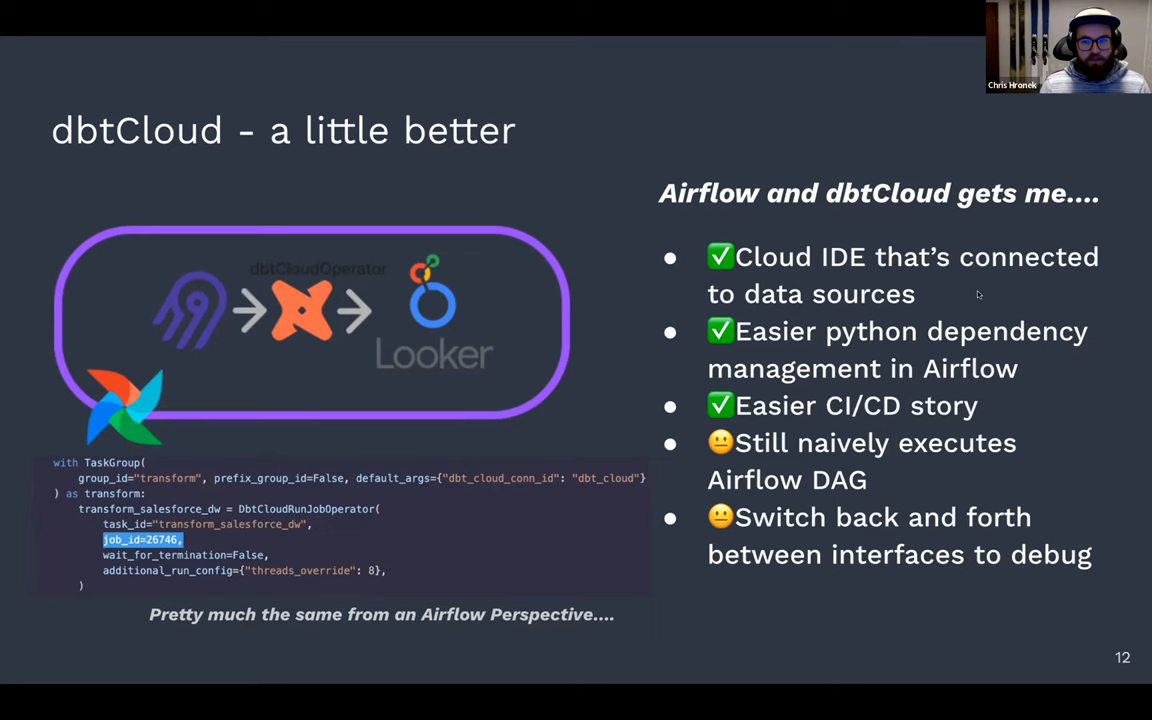 Chris Hronek
dbtCloud - a little better
Airflow and dbtCloud gets me....
dbtCloudOperator
Looker
● ✅Cloud IDE that's connected
to data sources
● ✅Easier python dependency
management in Airflow
● ✅Easier CI/CD story
● 😐Still naively executes
Airflow DAG
● 😐Switch back and forth
between interfaces to debug
with TaskGroup(
group_id="transform", prefix_group_id=False, default_args={"dbt_cloud_conn_id": "dbt_cloud"}
) as transform:
transform_salesforce_dw = DbtCloudRunJobOperator(
task_id="transform_salesforce_dw",
job_id=26746,
wait_for_termination=False,
additional_run_config={"threads_override": 8},
)
Pretty much the same from an Airflow Perspective....
12